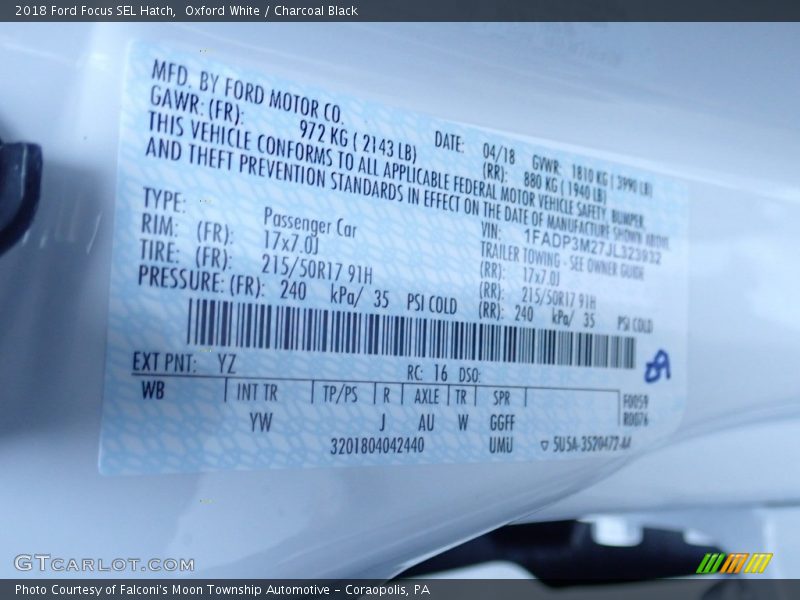 2018 Ford Focus SEL Hatch, Oxford White / Charcoal Black
MFD. BY FORD MOTOR CO. DATE: 04/18 GVWR: 1810 KG ( 3990 LB)
GAWR: (FR): 972 KG ( 2143 LB) (RR): 880 KG ( 1940 LB)
THIS VEHICLE CONFORMS TO ALL APPLICABLE FEDERAL MOTOR VEHICLE SAFETY, BUMPER,
AND THEFT PREVENTION STANDARDS IN EFFECT ON THE DATE OF MANUFACTURE SHOWN ABOVE
VIN: 1FADP3M27JL323932
TYPE: Passenger Car TRAILER TOWING - SEE OWNER GUIDE
RIM: (FR): 17x7.0J (RR): 17x7.0J
TIRE: (FR): 215/50R17 91H (RR): 215/50R17 91H
PRESSURE: (FR): 240 kPa/ 35 PSI COLD (RR): 240 kPa/ 35 PSI COLD
EXT PNT: YZ RC: 16 DSO:
WB INT TR TP/PS R AXLE TR SPR F0059
YW J AU W GGFF R0076
3201804042440 UMU ▽ 5U5A-3520472-AA
GTCARLOT.COM
Photo Courtesy of Falconi's Moon Township Automotive – Coraopolis, PA